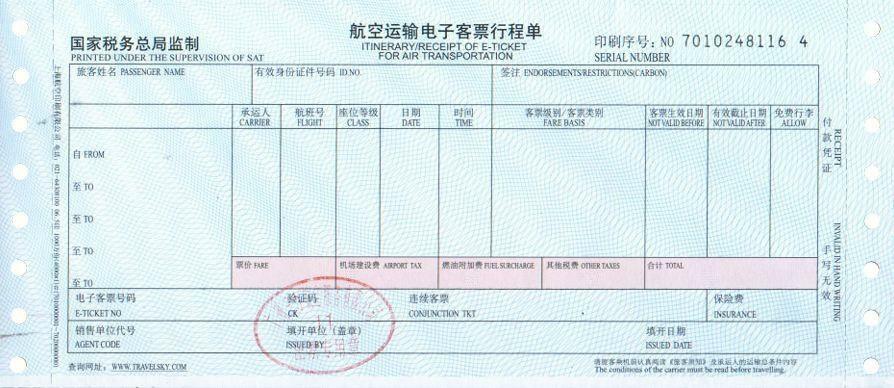 航空运输电子客票行程单
ITINERARY/RECEIPT OF E-TICKET
FOR AIR TRANSPORTATION
国家税务总局监制
PRINTED UNDER THE SUPERVISION OF SAT
印刷序号: NO 7010248116 4
SERIAL NUMBER
旅客姓名 PASSENGER NAME
有效身份证件号码 ID.NO.
签注 ENDORSEMENTS/RESTRICTIONS(CARBON)
承运人 航班号 座位等级 日期 时间 客票级别/客票类别 客票生效日期 有效截止日期 免费行李
CARRIER FLIGHT CLASS DATE TIME FARE BASIS NOT VALID BEFORE NOT VALID AFTER ALLOW
自 FROM
至 TO
至 TO
至 TO
至 TO
票价 FARE 机场建设费 AIRPORT TAX 燃油附加费 FUEL SURCHARGE 其他税费 OTHER TAXES 合计 TOTAL
电子客票号码 验证码 连续客票 保险费
E-TICKET NO CK CONJUNCTION TKT INSURANCE
销售单位代号 填开单位 (盖章) 填开日期
AGENT CODE ISSUED BY ISSUED DATE
查询网址: WWW.TRAVELSKY.COM
请旅客乘机前认真阅读《旅客须知》及承运人的运输总条件内容
The conditions of the carrier must be read before travelling.
付款凭证 手写无效
RECEIPT INVALID IN HAND WRITING